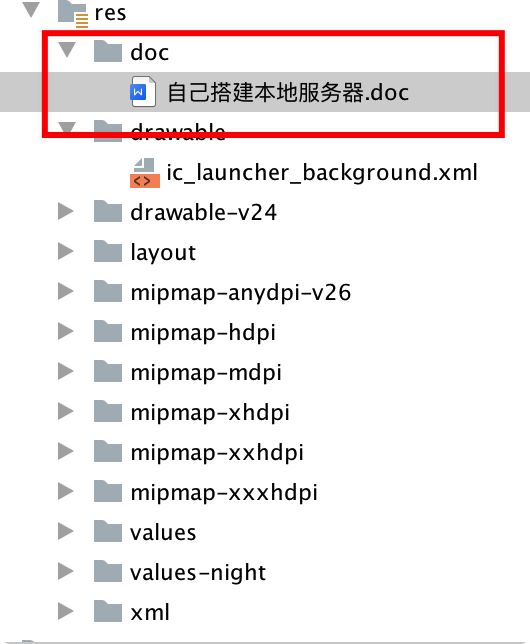 res
doc
自己搭建本地服务器.doc
drawable
ic_launcher_background.xml
drawable-v24
layout
mipmap-anydpi-v26
mipmap-hdpi
mipmap-mdpi
mipmap-xhdpi
mipmap-xxhdpi
mipmap-xxxhdpi
values
values-night
xml